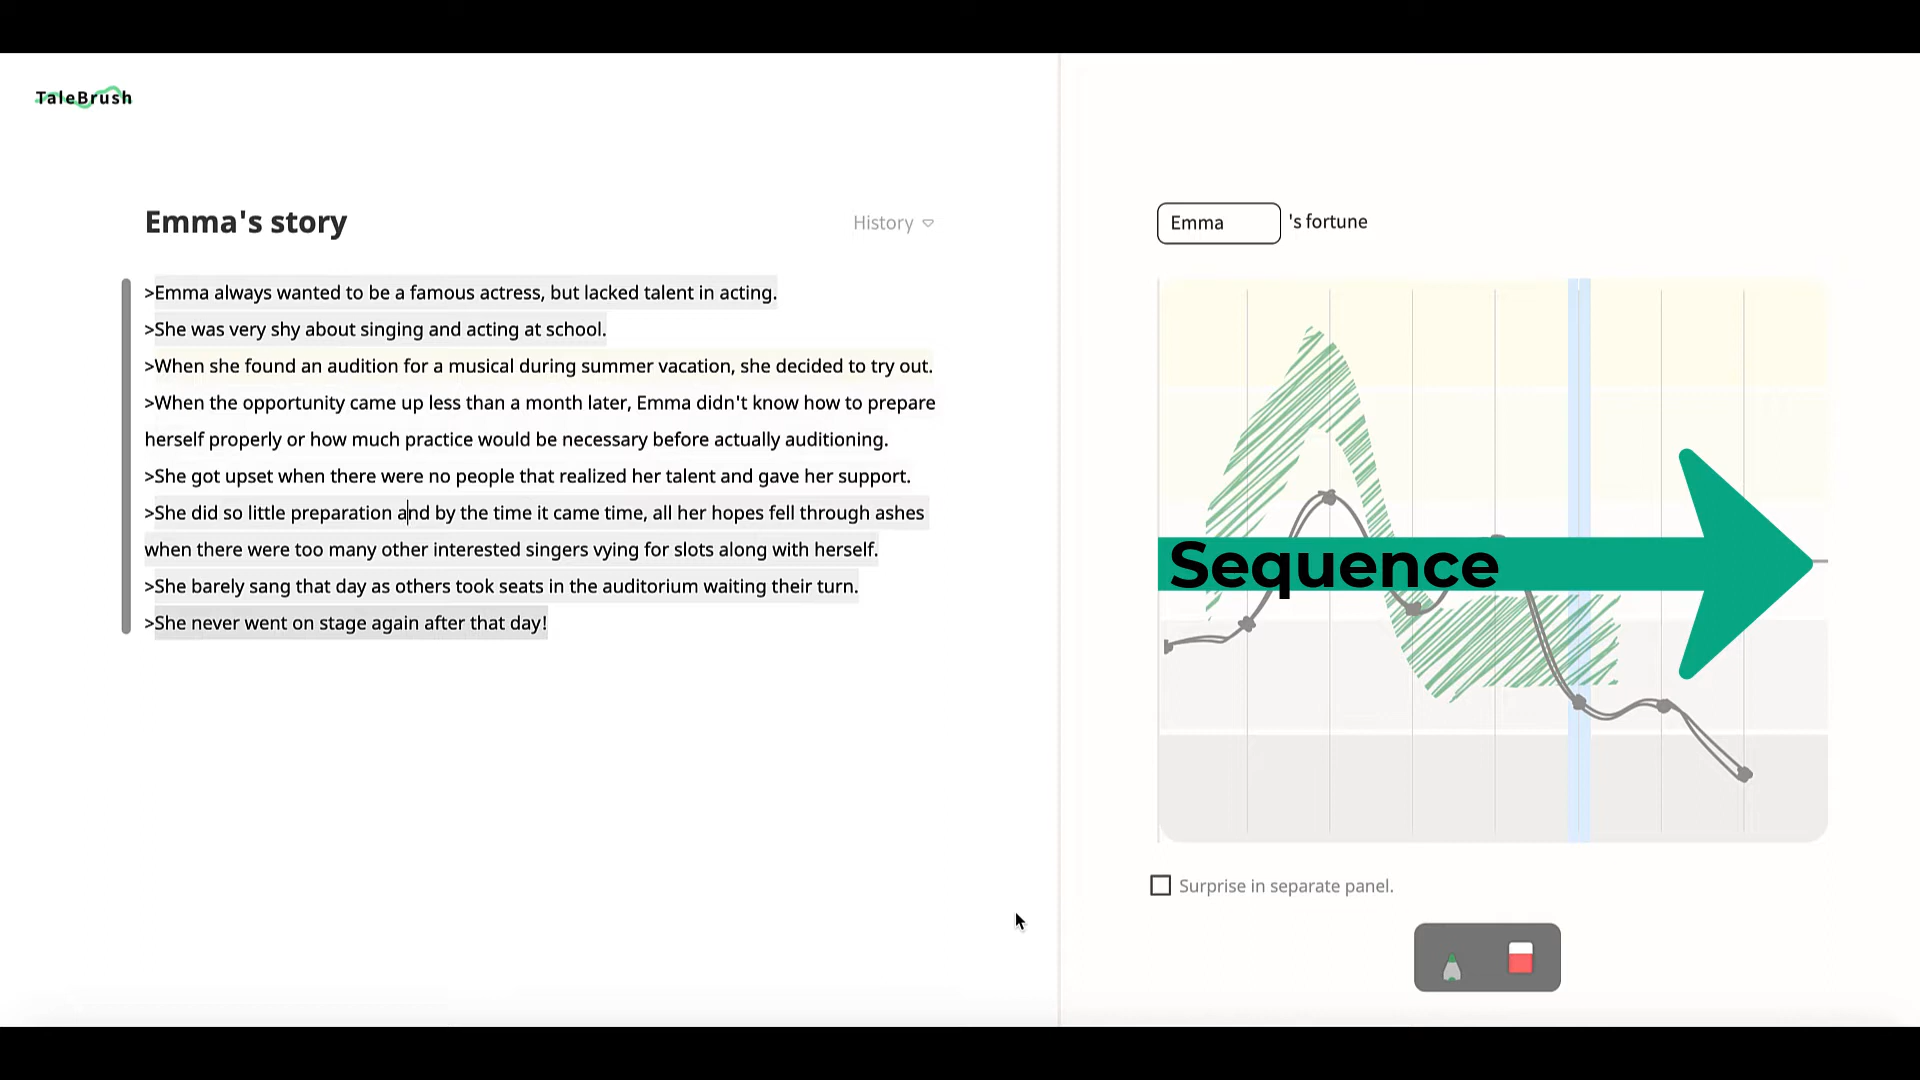 TaleBrush
Emma's story
History
>Emma always wanted to be a famous actress, but lacked talent in acting.
>She was very shy about singing and acting at school.
>When she found an audition for a musical during summer vacation, she decided to try out.
>When the opportunity came up less than a month later, Emma didn't know how to prepare
herself properly or how much practice would be necessary before actually auditioning.
>She got upset when there were no people that realized her talent and gave her support.
>She did so little preparation and by the time it came time, all her hopes fell through ashes
when there were too many other interested singers vying for slots along with herself.
>She barely sang that day as others took seats in the auditorium waiting their turn.
>She never went on stage again after that day!
Emma 's fortune
Sequence
Surprise in separate panel.